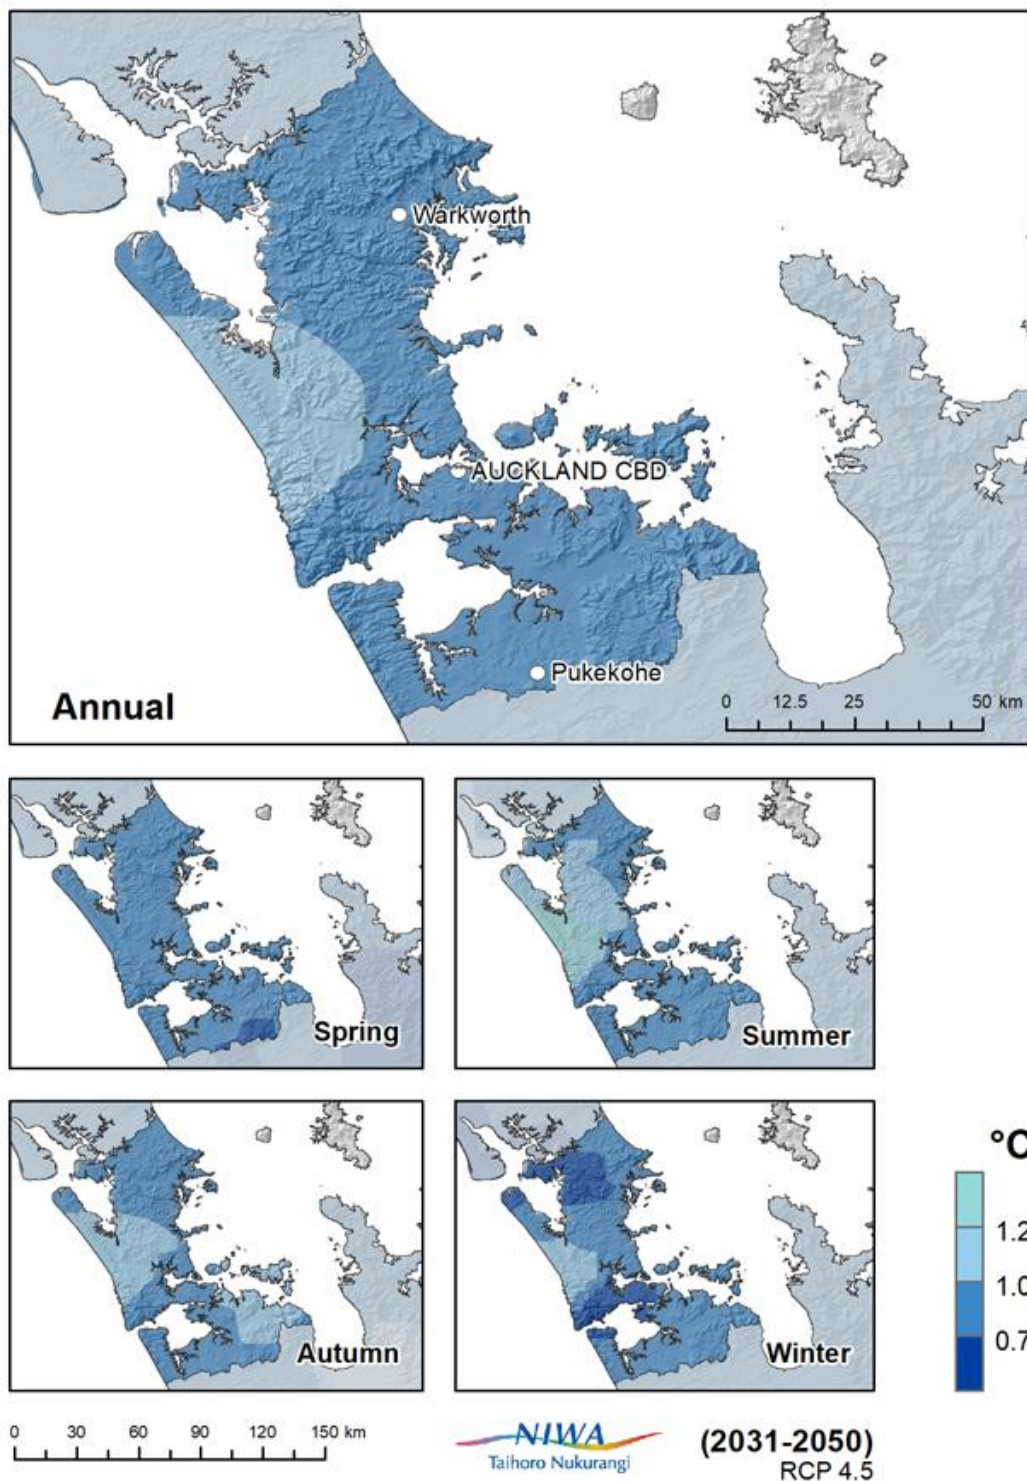 Warkworth
AUCKLAND CBD
Pukekohe
Annual
0 12.5 25 50 km
Spring
Summer
Autumn
Winter
°C
1.2
1.0
0.7
0 30 60 90 120 150 km
NIWA
Taihoro Nukurangi
(2031-2050)
RCP 4.5